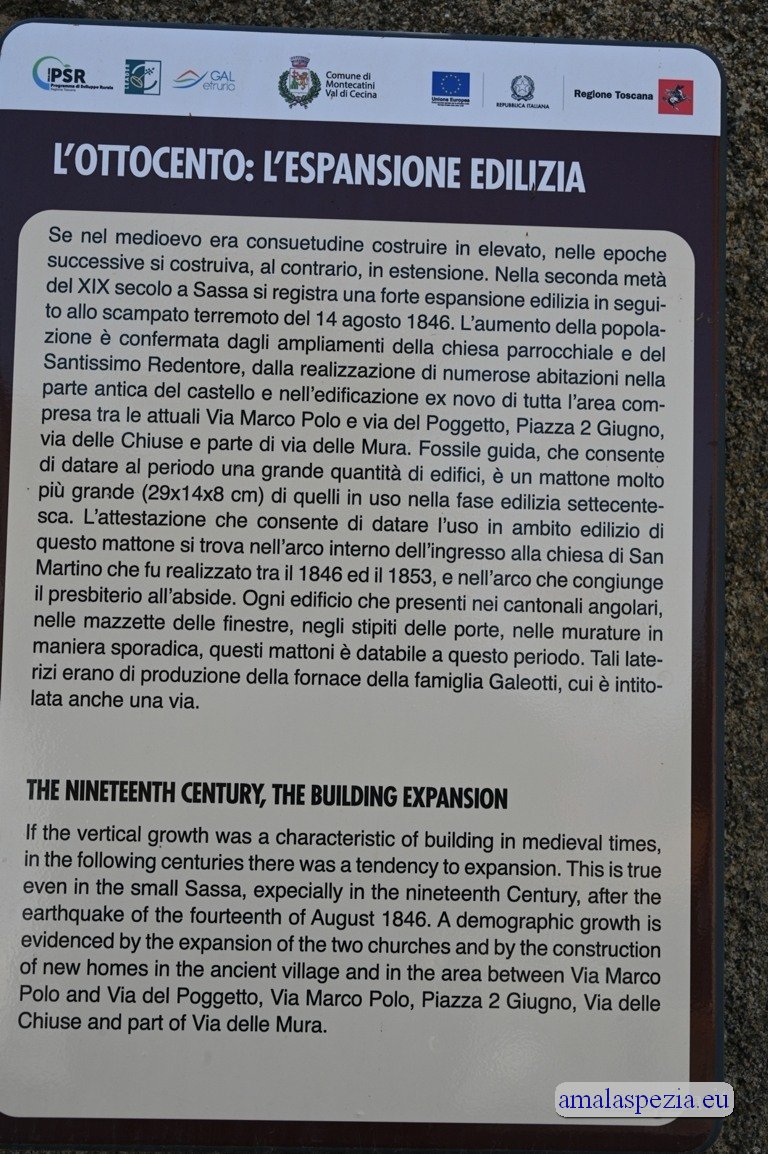 PSR
Programma di Sviluppo Rurale
Regione Toscana
GAL
etruria
Comune di
Montecatini
Val di Cecina
Unione Europea
REPUBBLICA ITALIANA
Regione Toscana
L'OTTOCENTO: L'ESPANSIONE EDILIZIA
Se nel medioevo era consuetudine costruire in elevato, nelle epoche
successive si costruiva, al contrario, in estensione. Nella seconda metà
del XIX secolo a Sassa si registra una forte espansione edilizia in segui-
to allo scampato terremoto del 14 agosto 1846. L'aumento della popola-
zione è confermata dagli ampliamenti della chiesa parrocchiale e del
Santissimo Redentore, dalla realizzazione di numerose abitazioni nella
parte antica del castello e nell'edificazione ex novo di tutta l'area com-
presa tra le attuali Via Marco Polo e via del Poggetto, Piazza 2 Giugno,
via delle Chiuse e parte di via delle Mura. Fossile guida, che consente
di datare al periodo una grande quantità di edifici, è un mattone molto
più grande (29x14x8 cm) di quelli in uso nella fase edilizia settecente-
sca. L'attestazione che consente di datare l'uso in ambito edilizio di
questo mattone si trova nell'arco interno dell'ingresso alla chiesa di San
Martino che fu realizzato tra il 1846 ed il 1853, e nell'arco che congiunge
il presbiterio all'abside. Ogni edificio che presenti nei cantonali angolari,
nelle mazzette delle finestre, negli stipiti delle porte, nelle murature in
maniera sporadica, questi mattoni è databile a questo periodo. Tali late-
rizi erano di produzione della fornace della famiglia Galeotti, cui è intito-
lata anche una via.
THE NINETEENTH CENTURY, THE BUILDING EXPANSION
If the vertical growth was a characteristic of building in medieval times,
in the following centuries there was a tendency to expansion. This is true
even in the small Sassa, expecially in the nineteenth Century, after the
earthquake of the fourteenth of August 1846. A demographic growth is
evidenced by the expansion of the two churches and by the construction
of new homes in the ancient village and in the area between Via Marco
Polo and Via del Poggetto, Via Marco Polo, Piazza 2 Giugno, Via delle
Chiuse and part of Via delle Mura.
amalaspezia.eu